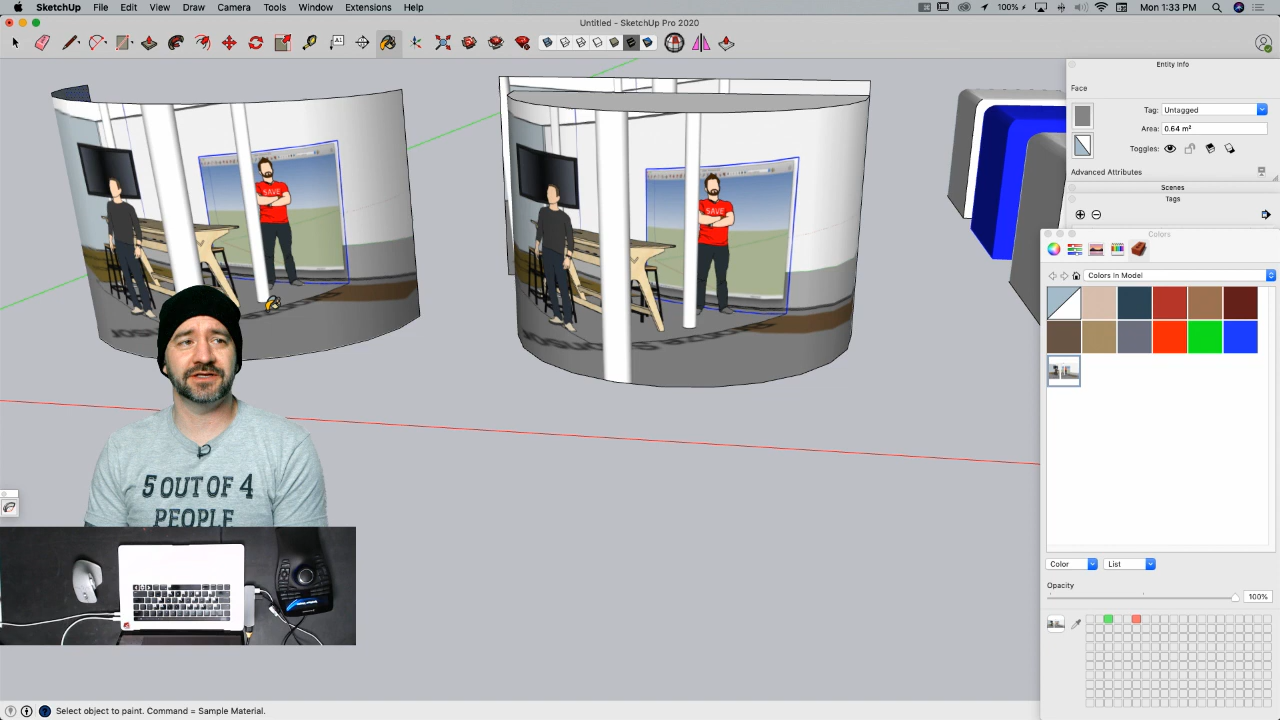 SketchUp File Edit View Draw Camera Tools Window Extensions Help
100% Mon 1:33 PM
Untitled - SketchUp Pro 2020
Entity Info
Face
Tag: Untagged
Area: 0.64 m²
Toggles:
Advanced Attributes
Scenes
Tags
Colors
Colors In Model
SAVE
SAVE
5 OUT OF 4
PEOPLE
Color List
Opacity
100%
Select object to paint. Command = Sample Material.